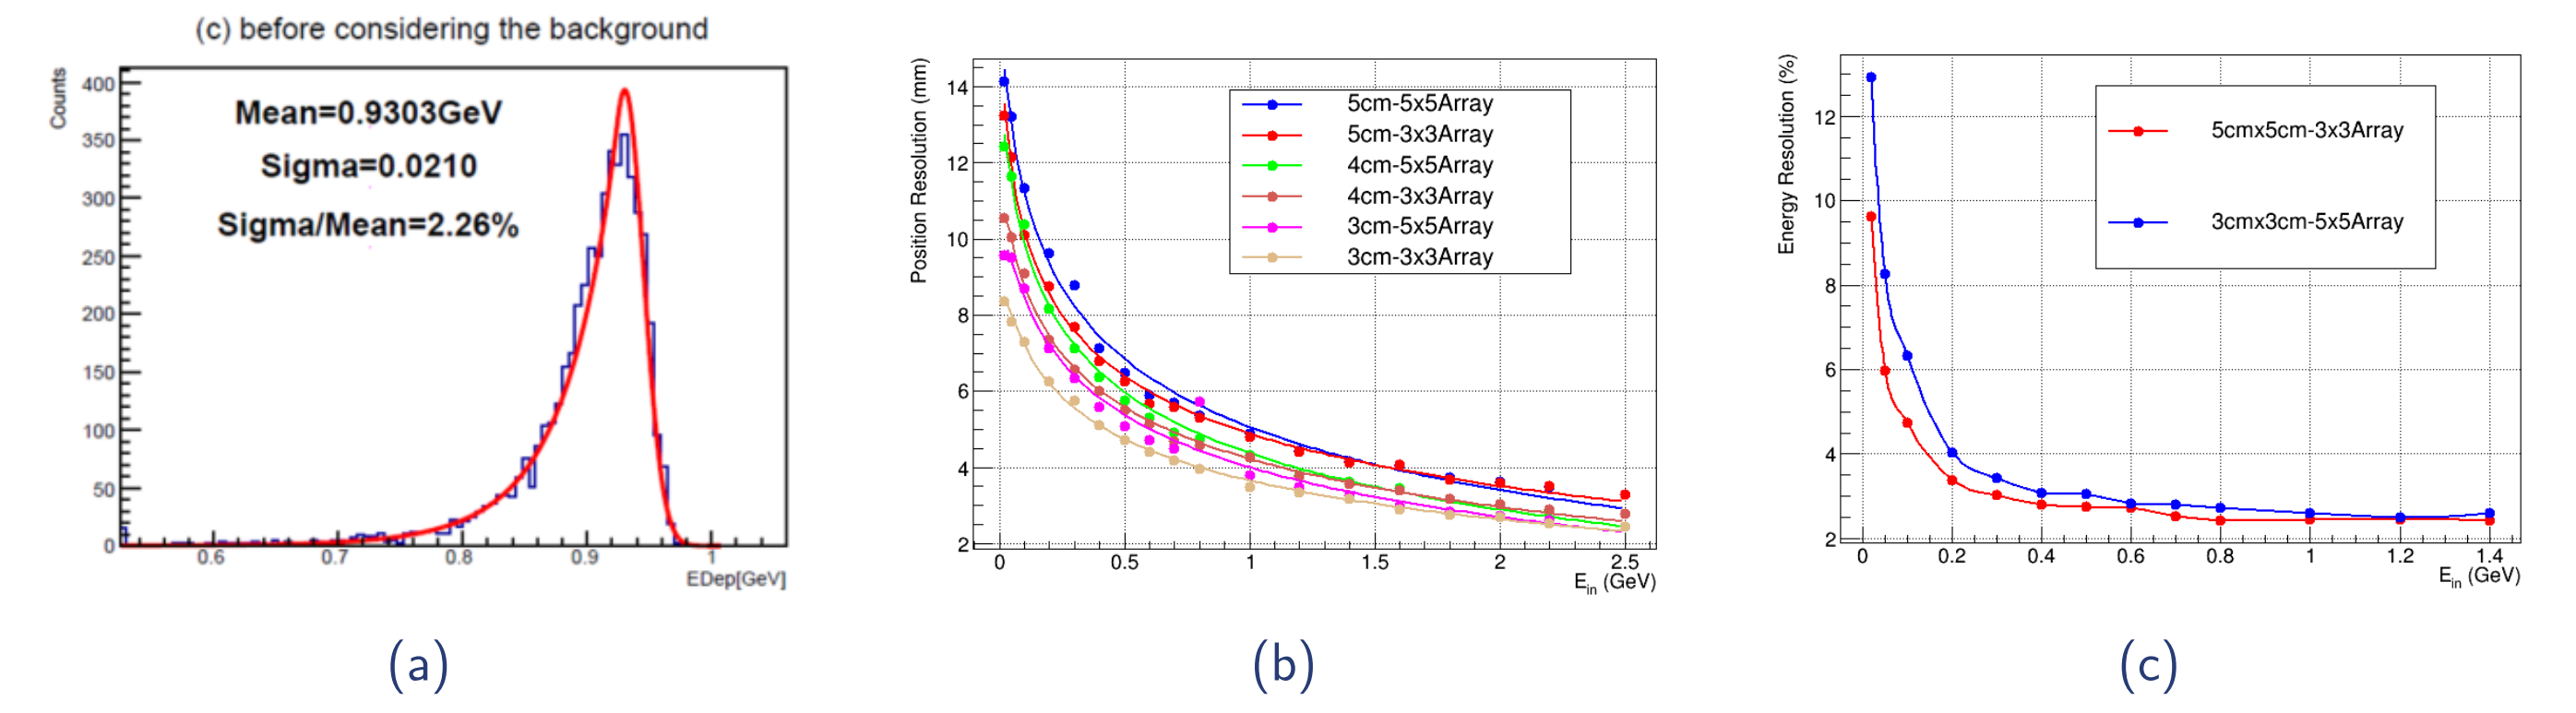 (c) before considering the background
Counts
400
350
300
250
200
150
100
50
0
Mean=0.9303GeV
Sigma=0.0210
Sigma/Mean=2.26%
0.6 0.7 0.8 0.9 1
EDep[GeV]
(a)
Position Resolution (mm)
14
12
10
8
6
4
2
5cm-5x5Array
5cm-3x3Array
4cm-5x5Array
4cm-3x3Array
3cm-5x5Array
3cm-3x3Array
0 0.5 1 1.5 2 2.5
Ein (GeV)
(b)
Energy Resolution (%)
12
10
8
6
4
2
5cmx5cm-3x3Array
3cmx3cm-5x5Array
0 0.2 0.4 0.6 0.8 1 1.2 1.4
Ein (GeV)
(c)